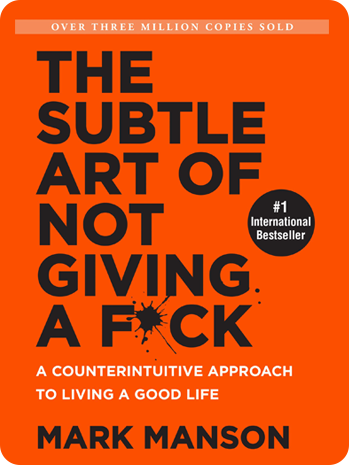 OVER THREE MILLION COPIES SOLD
THE
SUBTLE
ART OF
NOT
GIVING
A F*CK
#1
International
Bestseller
A COUNTERINTUITIVE APPROACH
TO LIVING A GOOD LIFE
MARK MANSON